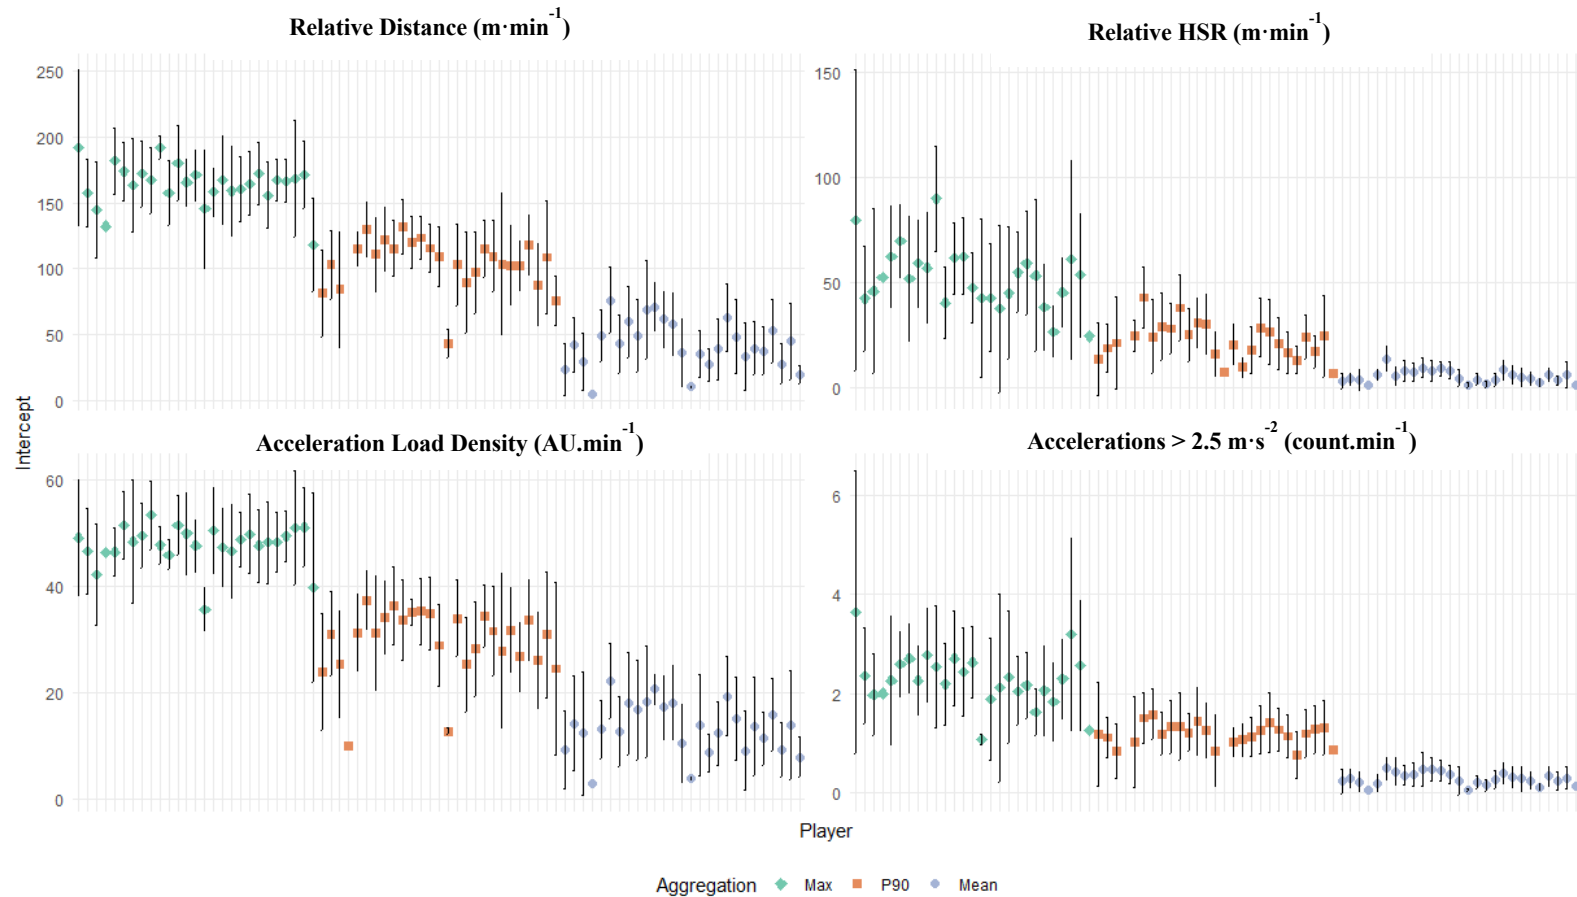 Relative Distance (m·min-1)
Relative HSR (m·min-1)
250
200
150
100
50
0
150
100
50
0
Intercept
Acceleration Load Density (AU.min-1)
Accelerations > 2.5 m·s-2 (count.min-1)
60
40
20
0
6
4
2
0
Player
Aggregation Max P90 Mean